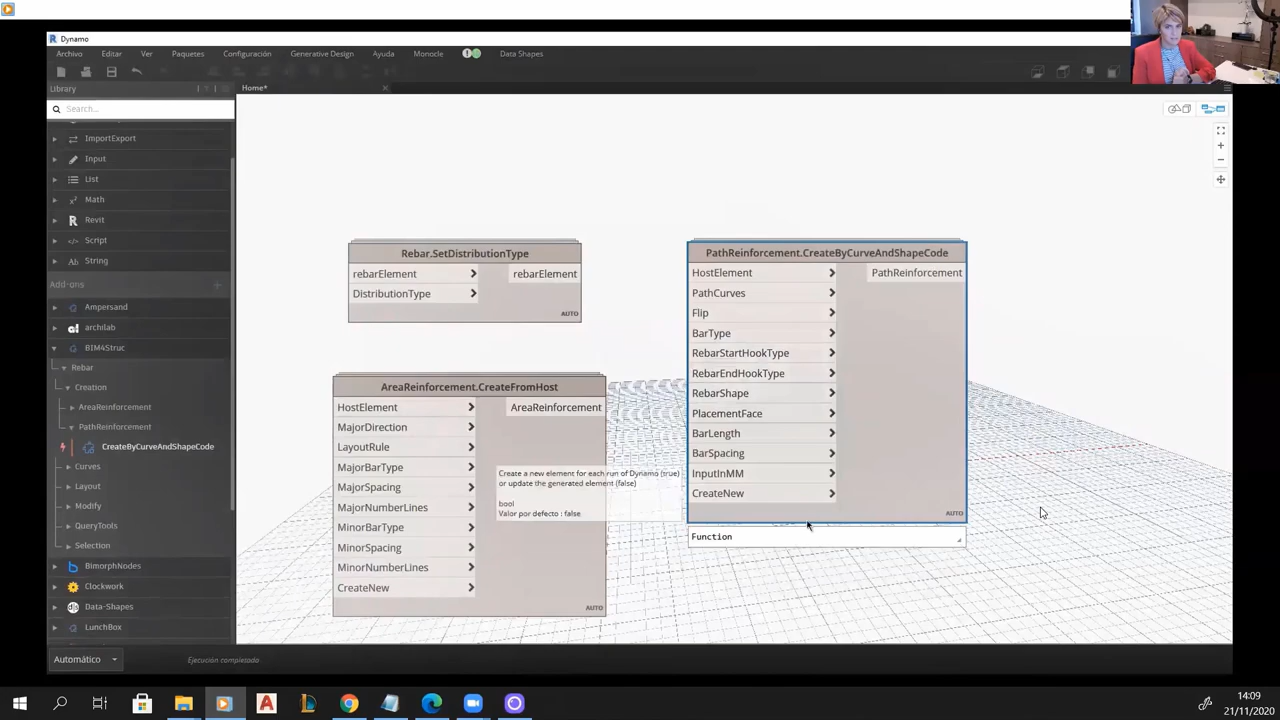 Dynamo
Archivo Editar Ver Paquetes Configuración Generative Design Ayuda Monocle Data Shapes
Library
Home*
Search...
ImportExport
Input
List
Math
Revit
Script
String
Add-ons
Ampersand
archilab
BIM4Struc
Rebar
Creation
AreaReinforcement
PathReinforcement
CreateByCurveAndShapeCode
Curves
Layout
Modify
QueryTools
Selection
BimorphNodes
Clockwork
Data-Shapes
LunchBox
Rebar.SetDistributionType
rebarElement > rebarElement
DistributionType >
AUTO
AreaReinforcement.CreateFromHost
HostElement > AreaReinforcement
MajorDirection >
LayoutRule >
MajorBarType >
MajorSpacing >
MajorNumberLines >
MinorBarType >
MinorSpacing >
MinorNumberLines >
CreateNew >
AUTO
Create a new element for each run of Dynamo (true)
or update the generated element (false)
bool
Valor por defecto : false
PathReinforcement.CreateByCurveAndShapeCode
HostElement > PathReinforcement
PathCurves >
Flip >
BarType >
RebarStartHookType >
RebarEndHookType >
RebarShape >
PlacementFace >
BarLength >
BarSpacing >
InputInMM >
CreateNew >
AUTO
Function
Automático
Ejecución completado
14:09
21/11/2020